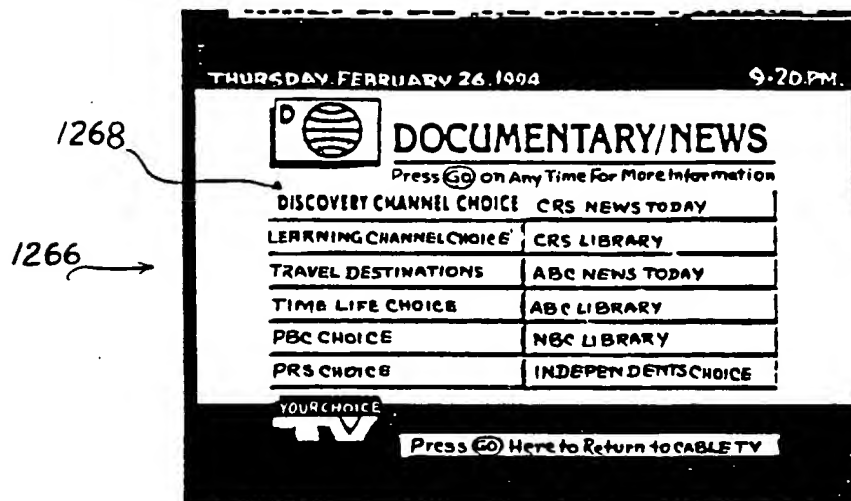 THURSDAY.FEBRUARY 26.1994 9.20.PM.
D
DOCUMENTARY/NEWS
1268
Press GO on Any Time For More Information
DISCOVERY CHANNEL CHOICE CRS NEWS TODAY
LEARNING CHANNEL CHOICE CRS LIBRARY
1266
TRAVEL DESTINATIONS ABC NEWS TODAY
TIME LIFE CHOICE ABC LIBRARY
PBC CHOICE NBC LIBRARY
PRS CHOICE INDEPENDENTS CHOICE
YOUR CHOICE
TV
Press GO Here to Return to CABLE TV